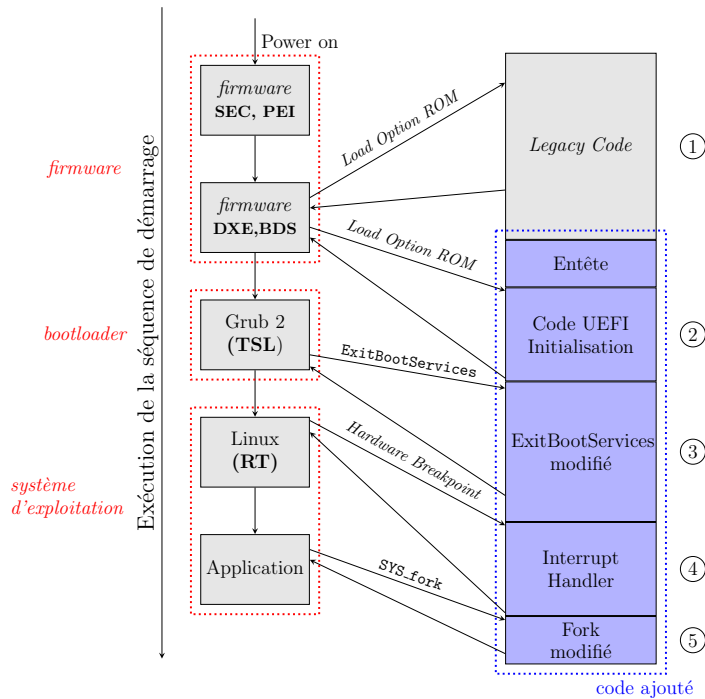 Power on
firmware
SEC, PEI
Load Option ROM
Legacy Code
1
firmware
Exécution de la séquence de démarrage
firmware
DXE,BDS
Load Option ROM
Entête
bootloader
Grub 2
(TSL)
ExitBootServices
Code UEFI
Initialisation
2
Linux
(RT)
Hardware Breakpoint
ExitBootServices
modifié
3
système
d'exploitation
Application
SYS_fork
Interrupt
Handler
4
Fork
modifié
5
code ajouté